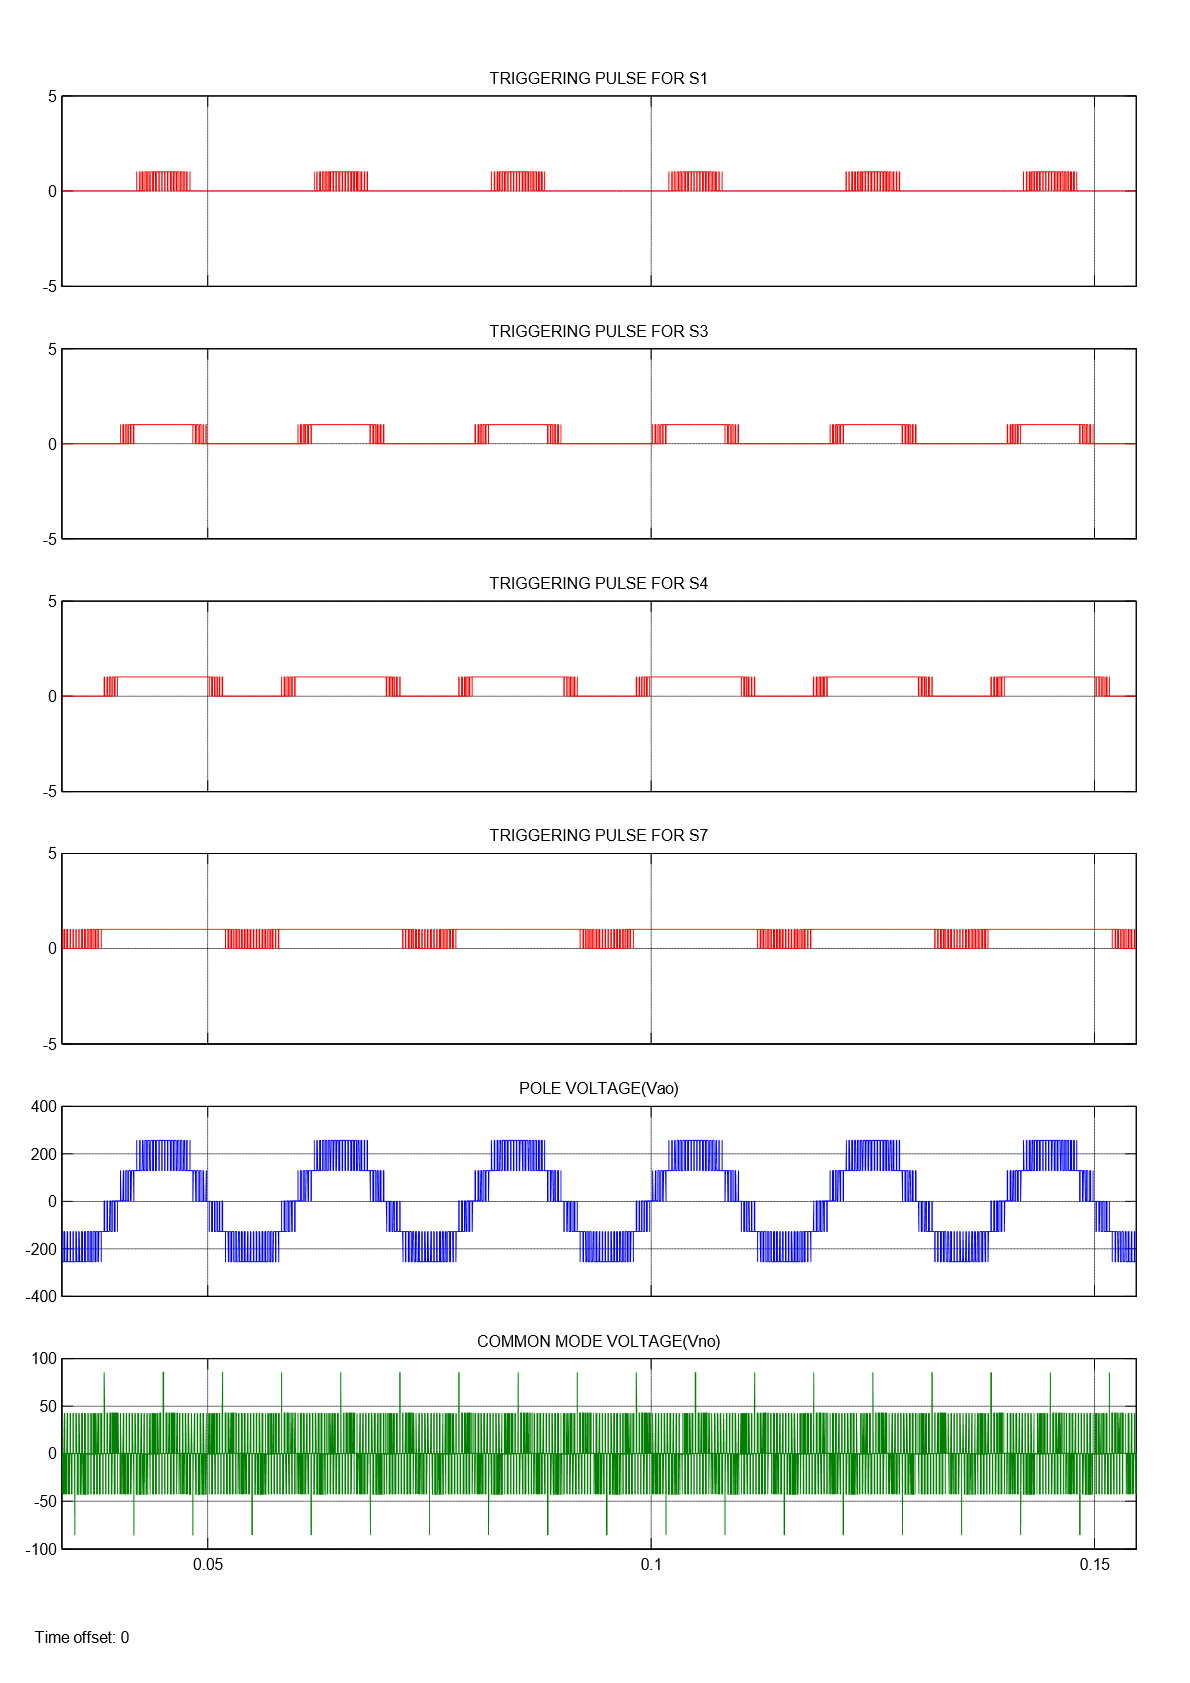 TRIGGERING PULSE FOR S1
5
0
-5
TRIGGERING PULSE FOR S3
5
0
-5
TRIGGERING PULSE FOR S4
5
0
-5
TRIGGERING PULSE FOR S7
5
0
-5
POLE VOLTAGE(Vao)
400
200
0
-200
-400
COMMON MODE VOLTAGE(Vno)
100
50
0
-50
-100
0.05 0.1 0.15
Time offset: 0